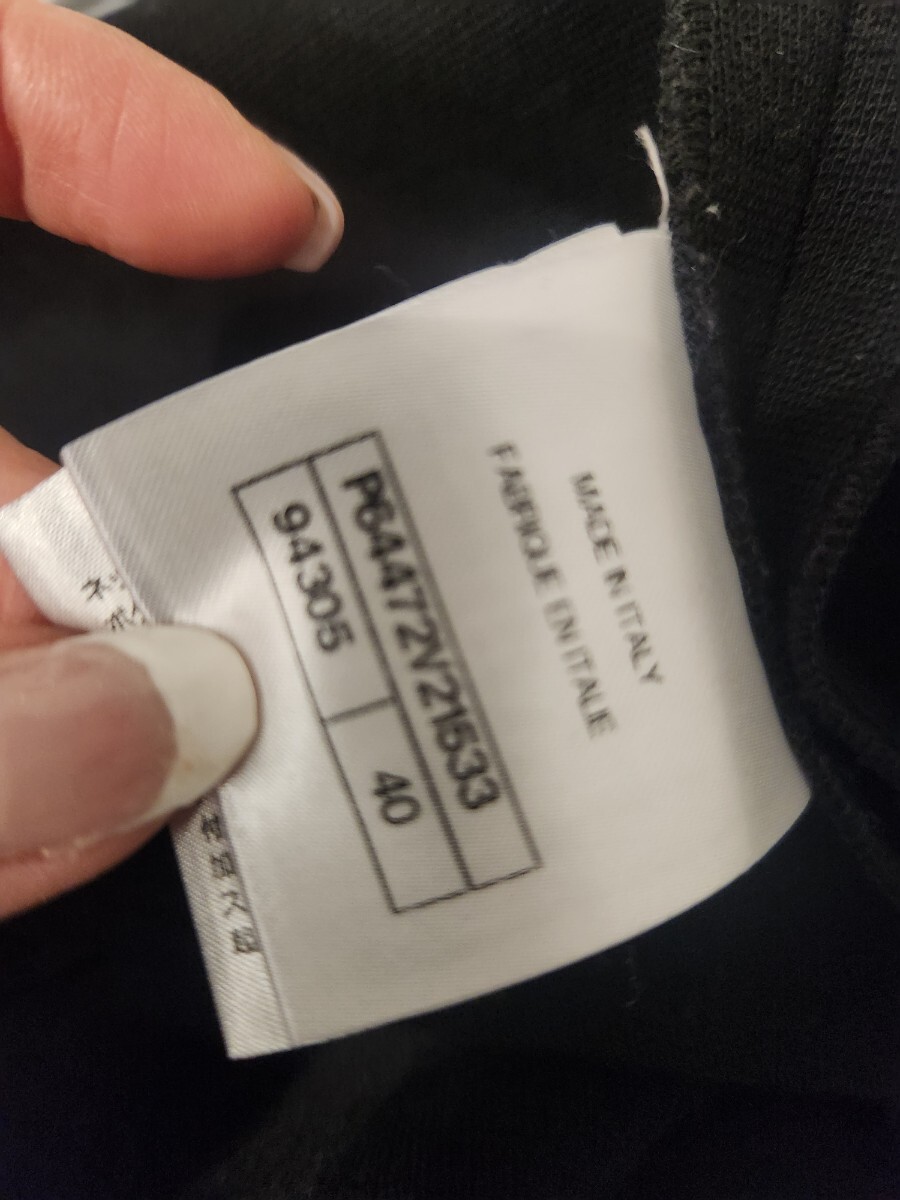 MADE IN ITALY
FABRIQUE EN ITALIE
P64472V21533
94305 40